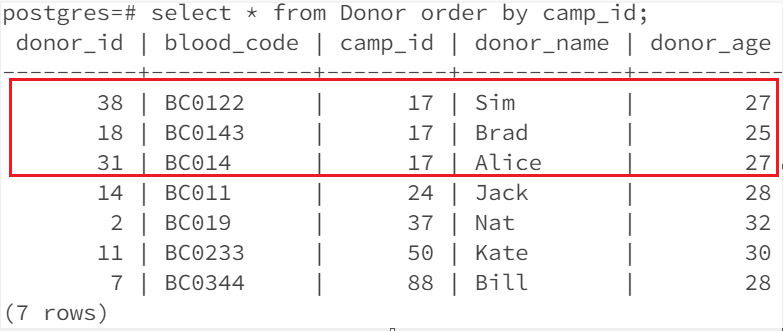 postgres=# select * from Donor order by camp_id;
donor_id | blood_code | camp_id | donor_name | donor_age
----------+------------+---------+------------+-----------
38 | BC0122 | 17 | Sim | 27
18 | BC0143 | 17 | Brad | 25
31 | BC014 | 17 | Alice | 27
14 | BC011 | 24 | Jack | 28
2 | BC019 | 37 | Nat | 32
11 | BC0233 | 50 | Kate | 30
7 | BC0344 | 88 | Bill | 28
(7 rows)